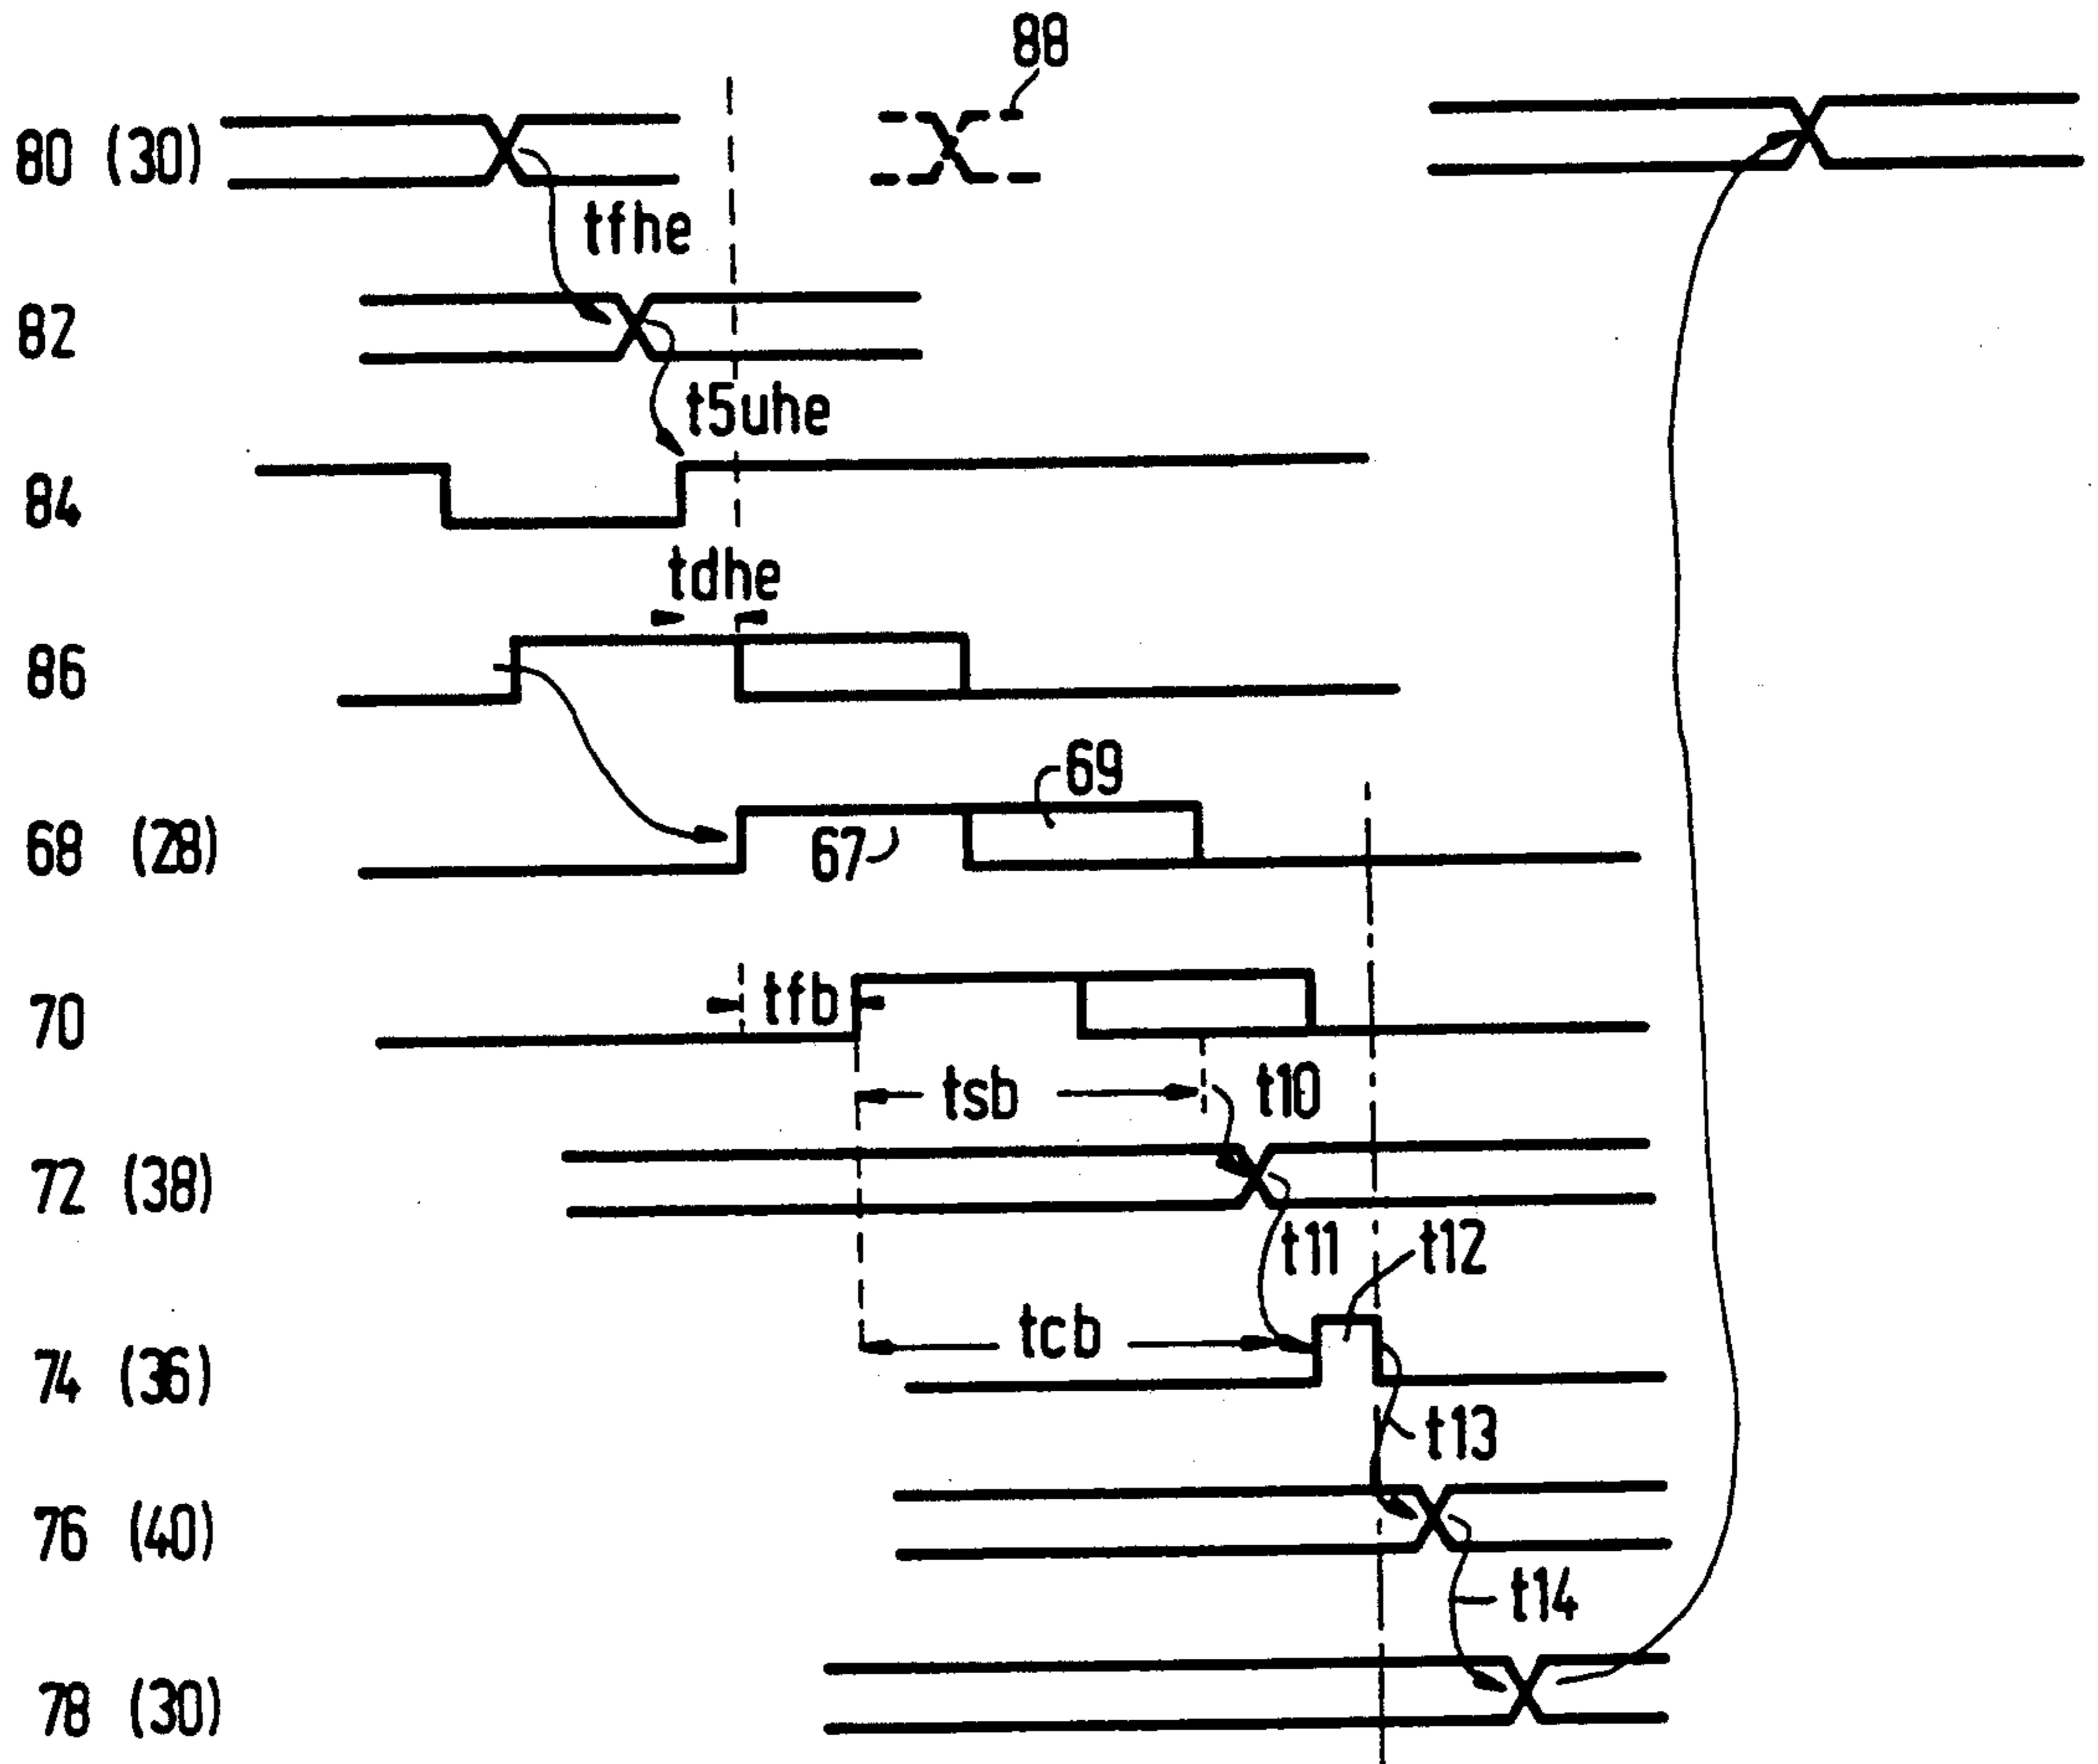 88
80 (30)
tfhe
82
t5uhe
84
tdhe
86
69
68 (28)
67
70
tfb
tsb
t10
72 (38)
t11
t12
tcb
74 (36)
t13
76 (40)
t14
78 (30)